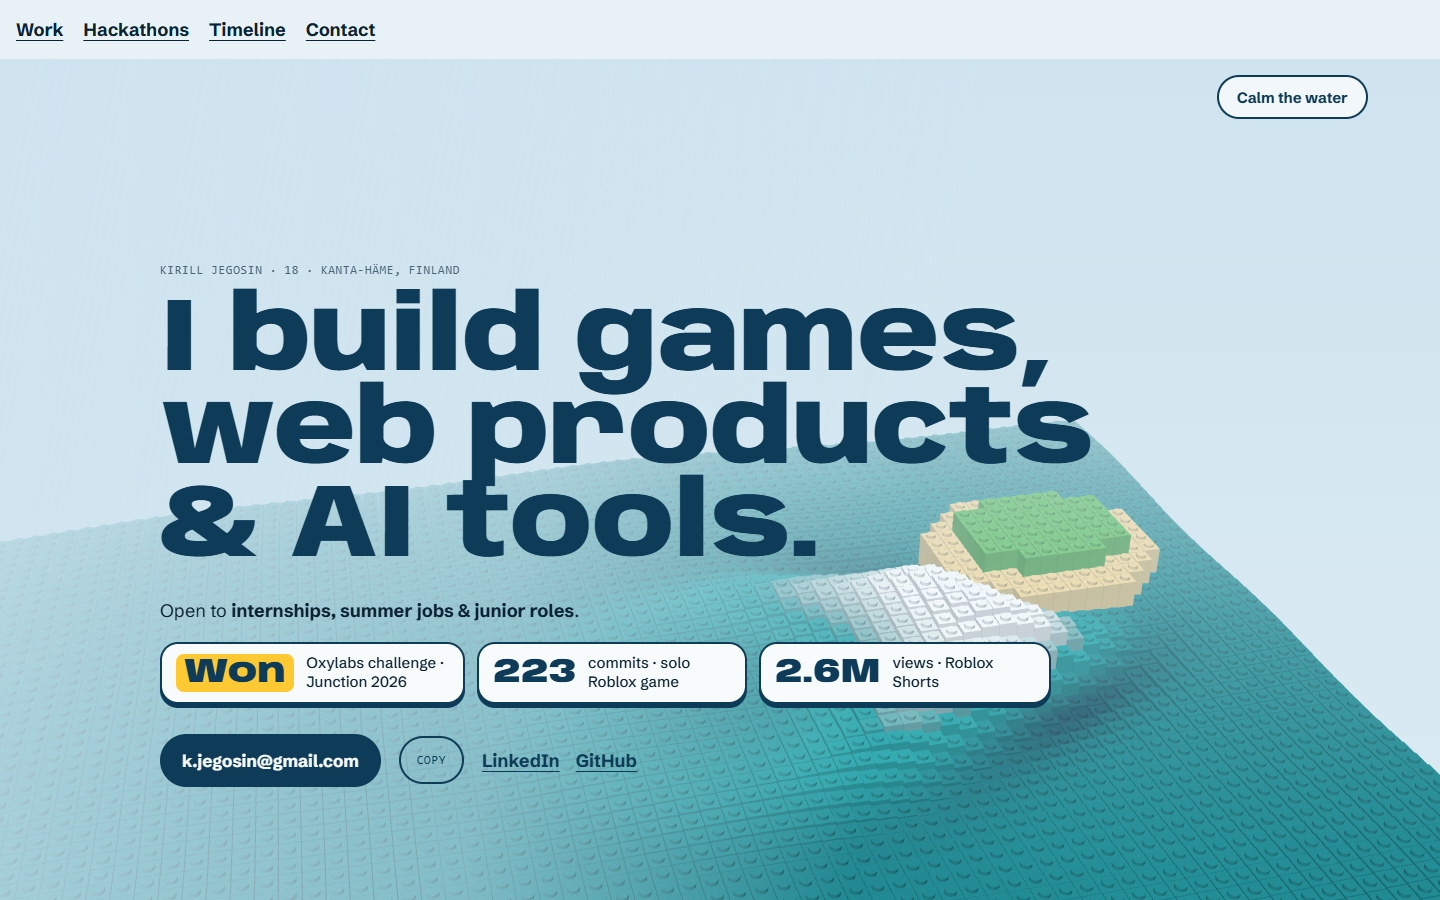 Work Hackathons Timeline Contact
Calm the water
KIRILL JEGOSIN · 18 · KANTA-HÄME, FINLAND
I build games,
web products
& AI tools.
Open to internships, summer jobs & junior roles.
Won Oxylabs challenge ·
Junction 2026
223 commits · solo
Roblox game
2.6M views · Roblox
Shorts
k.jegosin@gmail.com COPY LinkedIn GitHub